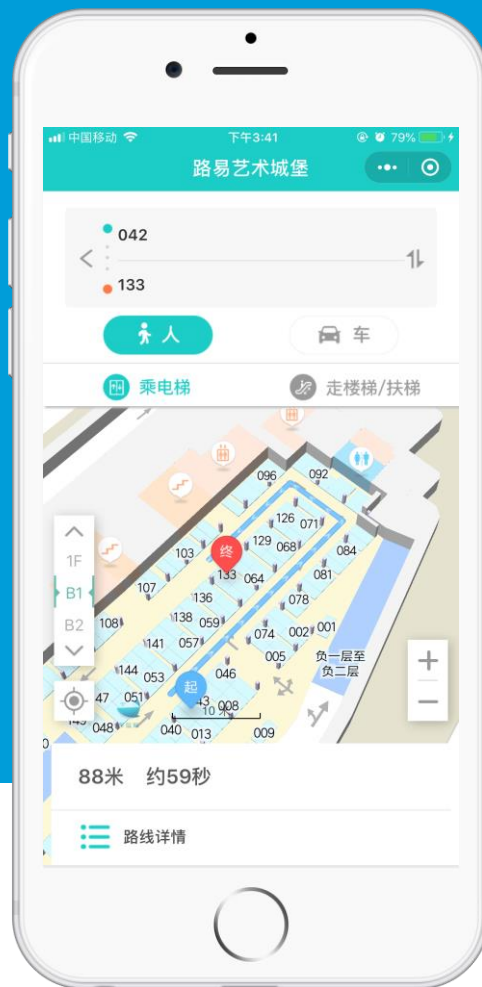 中国移动 下午3:41 79%
路易艺术城堡
042
133
人 车
乘电梯 走楼梯/扶梯
096 092
126 071
103 129 068 084
终
133 064 081
107 136 078
1F
B1
B2
108 138 059
141 057 074 002 001
005 负一层至
负二层
144 053 046
47 051 起 43 008
10 米
048 040 013 009
88米 约59秒
路线详情